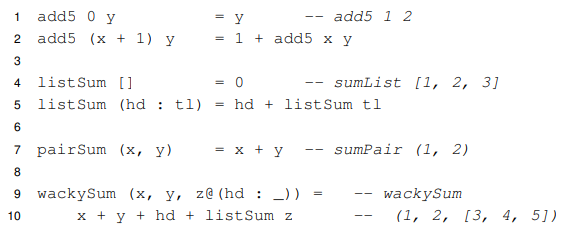 1 add5 0 y = y -- add5 1 2
2 add5 (x + 1) y = 1 + add5 x y
3
4 listSum [] = 0 -- sumList [1, 2, 3]
5 listSum (hd : tl) = hd + listSum tl
6
7 pairSum (x, y) = x + y -- sumPair (1, 2)
8
9 wackySum (x, y, z@(hd : _)) = -- wackySum
10 x + y + hd + listSum z -- (1, 2, [3, 4, 5])